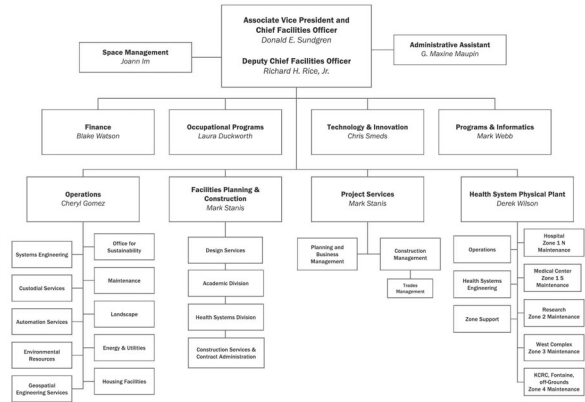 Associate Vice President and
Chief Facilities Officer
Donald E. Sundgren
Deputy Chief Facilities Officer
Richard H. Rice, Jr.
Space Management
Joann Im
Administrative Assistant
G. Maxine Maupin
Finance
Blake Watson
Occupational Programs
Laura Duckworth
Technology & Innovation
Chris Smeds
Programs & Informatics
Mark Webb
Operations
Cheryl Gomez
Facilities Planning &
Construction
Mark Stanis
Project Services
Mark Stanis
Health System Physical Plant
Derek Wilson
Systems Engineering
Office for
Sustainability
Custodial Services
Maintenance
Automation Services
Landscape
Environmental
Resources
Energy & Utilities
Geospatial
Engineering Services
Housing Facilities
Design Services
Academic Division
Health Systems Division
Construction Services &
Contract Administration
Planning and
Business
Management
Construction
Management
Trades
Management
Operations
Hospital
Zone 1 N
Maintenance
Health Systems
Engineering
Medical Center
Zone 1 S
Maintenance
Zone Support
Research
Zone 2 Maintenance
West Complex
Zone 3 Maintenance
KCRC, Fontaine,
off-Grounds
Zone 4 Maintenance